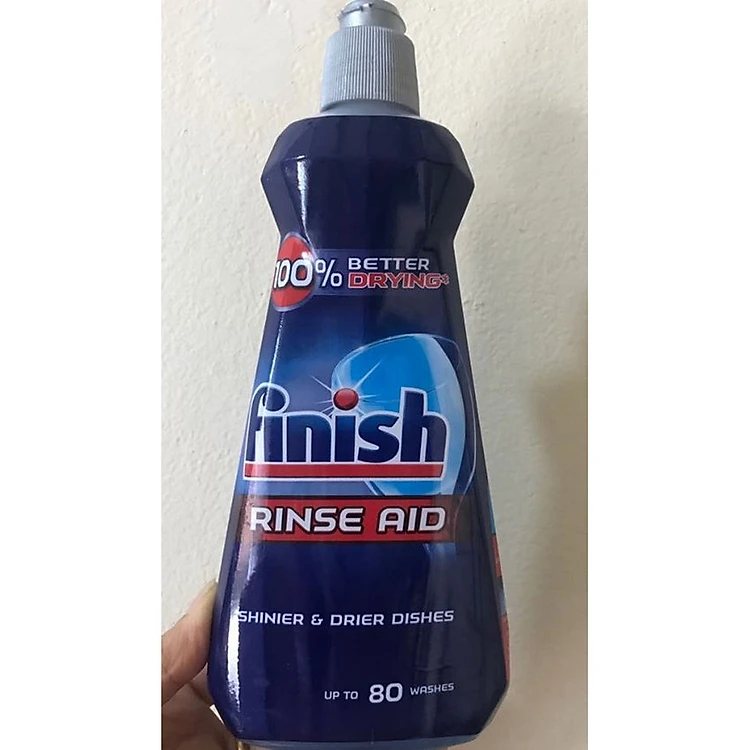 100% BETTER
DRYING*
finish
RINSE AID
SHINIER & DRIER DISHES
UP TO 80 WASHES